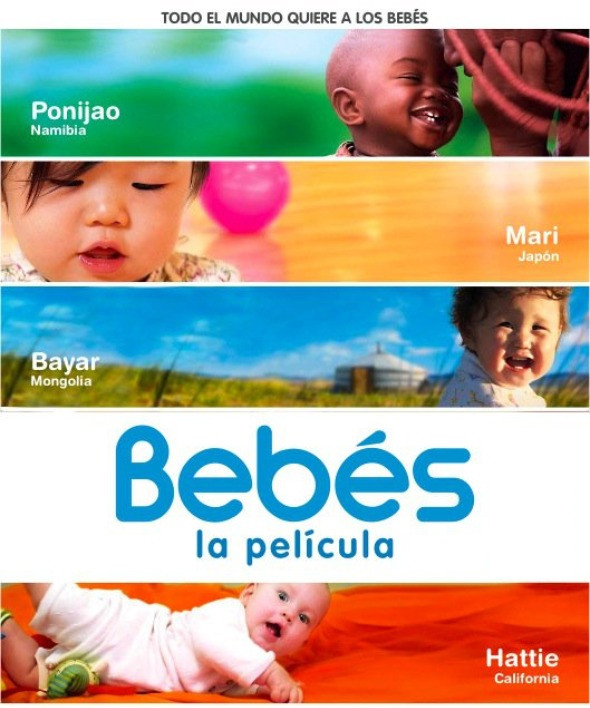 TODO EL MUNDO QUIERE A LOS BEBÉS
Ponijao
Namibia
Mari
Japón
Bayar
Mongolia
Bebés
la película
Hattie
California